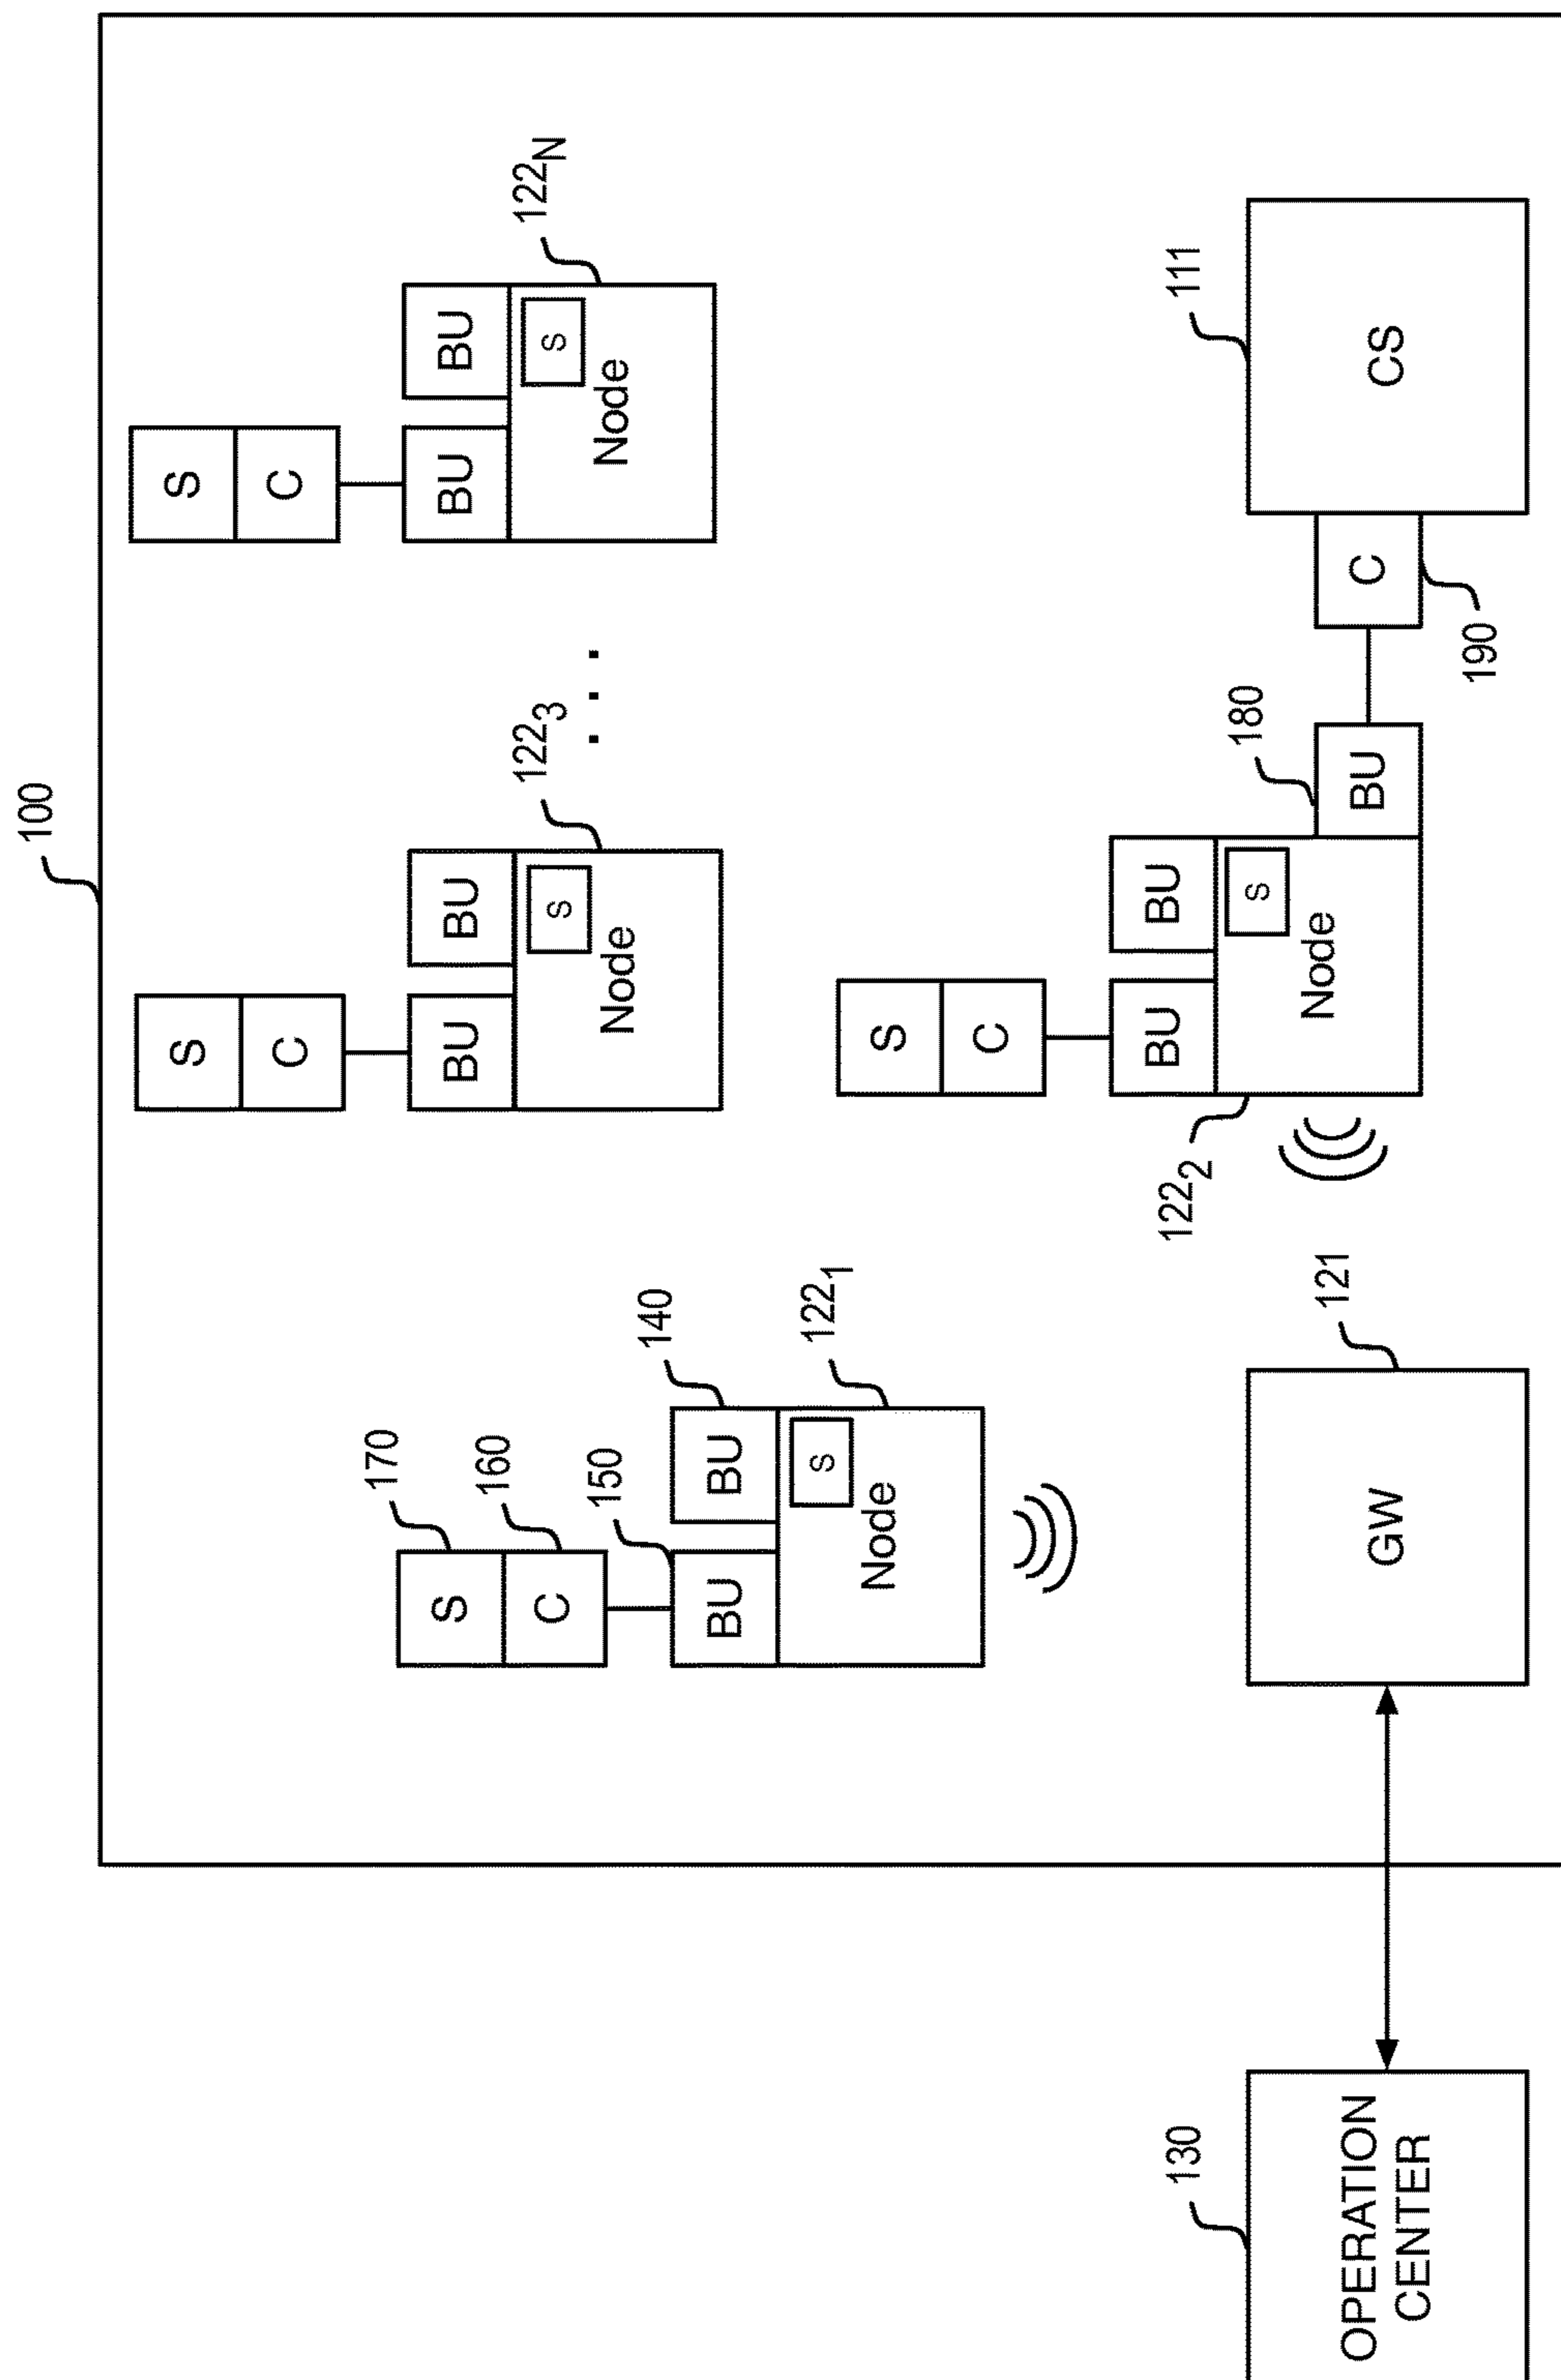 100
S
C
BU
BU
s
Node
122₃
. . .
S
C
BU
BU
s
Node
122N
S
170
C
160
150
BU
BU
140
s
Node
122₁
S
C
BU
BU
s
Node
122₂
180
BU
C
190
111
CS
121
GW
130
OPERATION
CENTER